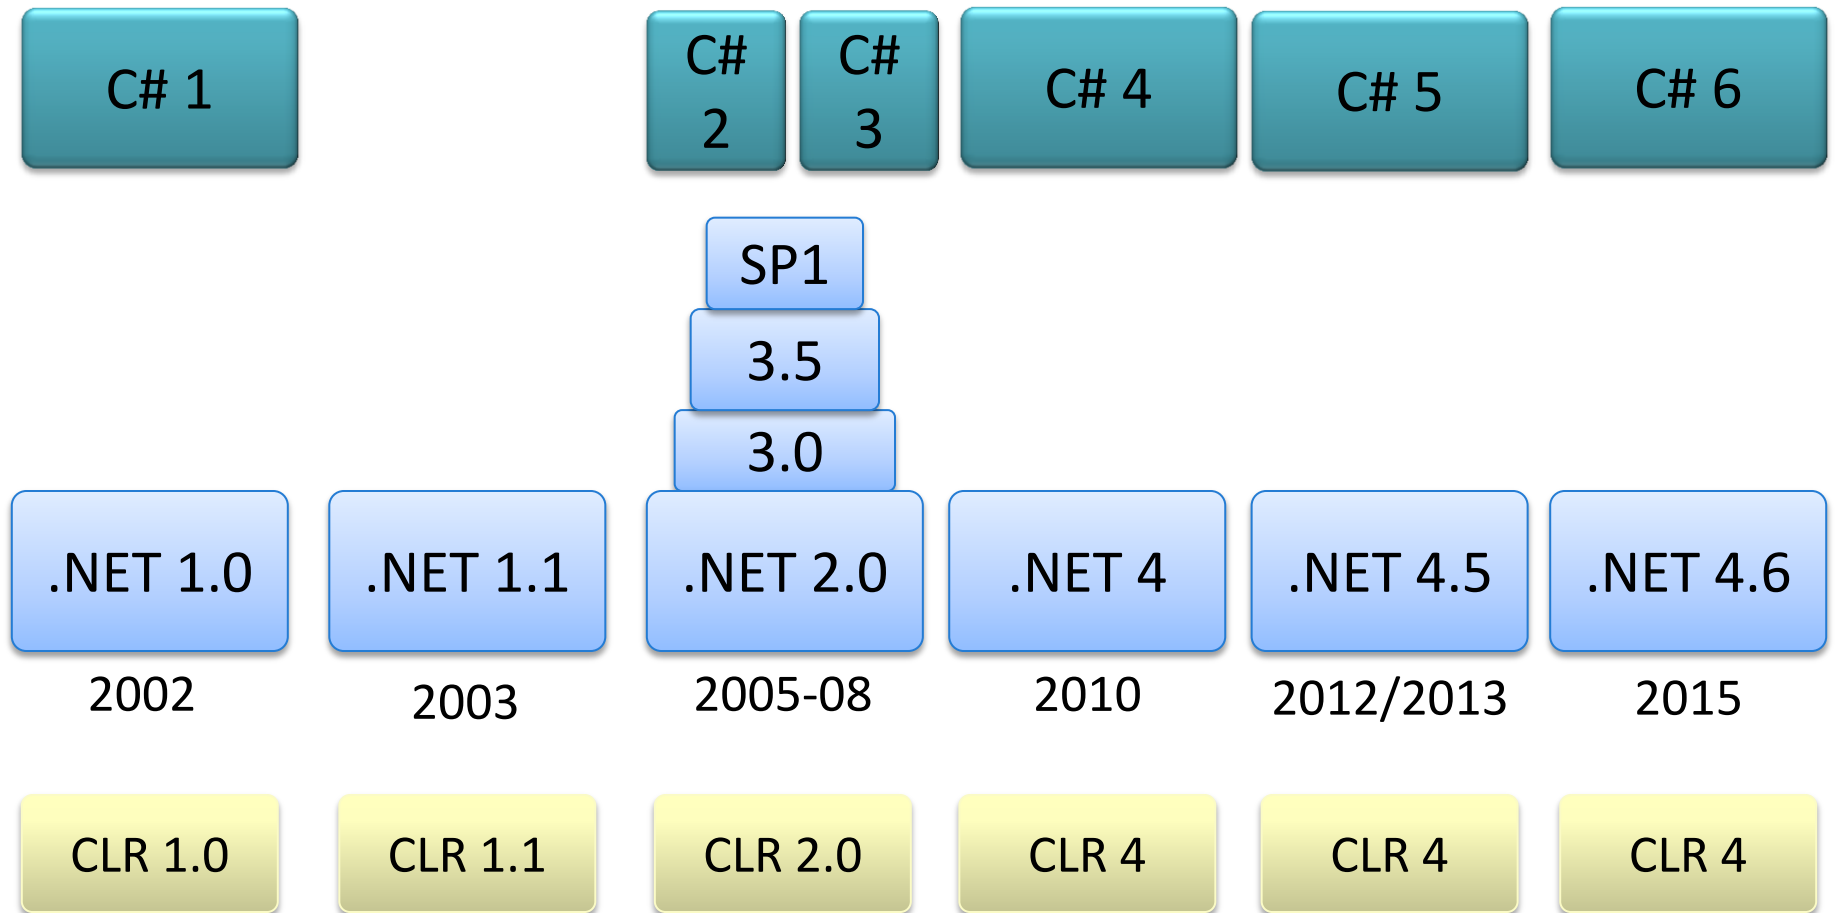 C# 1
C#
2
C#
3
C# 4
C# 5
C# 6
SP1
3.5
3.0
.NET 1.0
.NET 1.1
.NET 2.0
.NET 4
.NET 4.5
.NET 4.6
2002
2003
2005-08
2010
2012/2013
2015
CLR 1.0
CLR 1.1
CLR 2.0
CLR 4
CLR 4
CLR 4